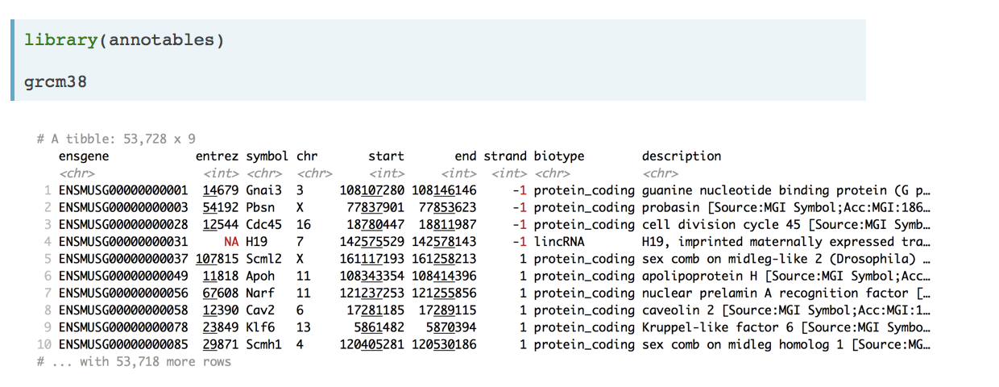 library(annotables)
grcm38
# A tibble: 53,728 x 9
ensgene entrez symbol chr start end strand biotype description
<chr> <int> <chr> <chr> <int> <int> <int> <chr> <chr>
1 ENSMUSG00000000001 14679 Gnai3 3 108107280 108146146 -1 protein_coding guanine nucleotide binding protein (G p…
2 ENSMUSG00000000003 54192 Pbsn X 77837901 77853623 -1 protein_coding probasin [Source:MGI Symbol;Acc:MGI:186…
3 ENSMUSG00000000028 12544 Cdc45 16 18780447 18811987 -1 protein_coding cell division cycle 45 [Source:MGI Symb…
4 ENSMUSG00000000031 NA H19 7 142575529 142578143 -1 lincRNA H19, imprinted maternally expressed tra…
5 ENSMUSG00000000037 107815 Scml2 X 161117193 161258213 1 protein_coding sex comb on midleg-like 2 (Drosophila) …
6 ENSMUSG00000000049 11818 Apoh 11 108343354 108414396 1 protein_coding apolipoprotein H [Source:MGI Symbol;Acc…
7 ENSMUSG00000000056 67608 Narf 11 121237253 121255856 1 protein_coding nuclear prelamin A recognition factor […
8 ENSMUSG00000000058 12390 Cav2 6 17281185 17289115 1 protein_coding caveolin 2 [Source:MGI Symbol;Acc:MGI:1…
9 ENSMUSG00000000078 23849 Klf6 13 5861482 5870394 1 protein_coding Kruppel-like factor 6 [Source:MGI Symbo…
10 ENSMUSG00000000085 29871 Scmh1 4 120405281 120530186 1 protein_coding sex comb on midleg homolog 1 [Source:MG…
# ... with 53,718 more rows